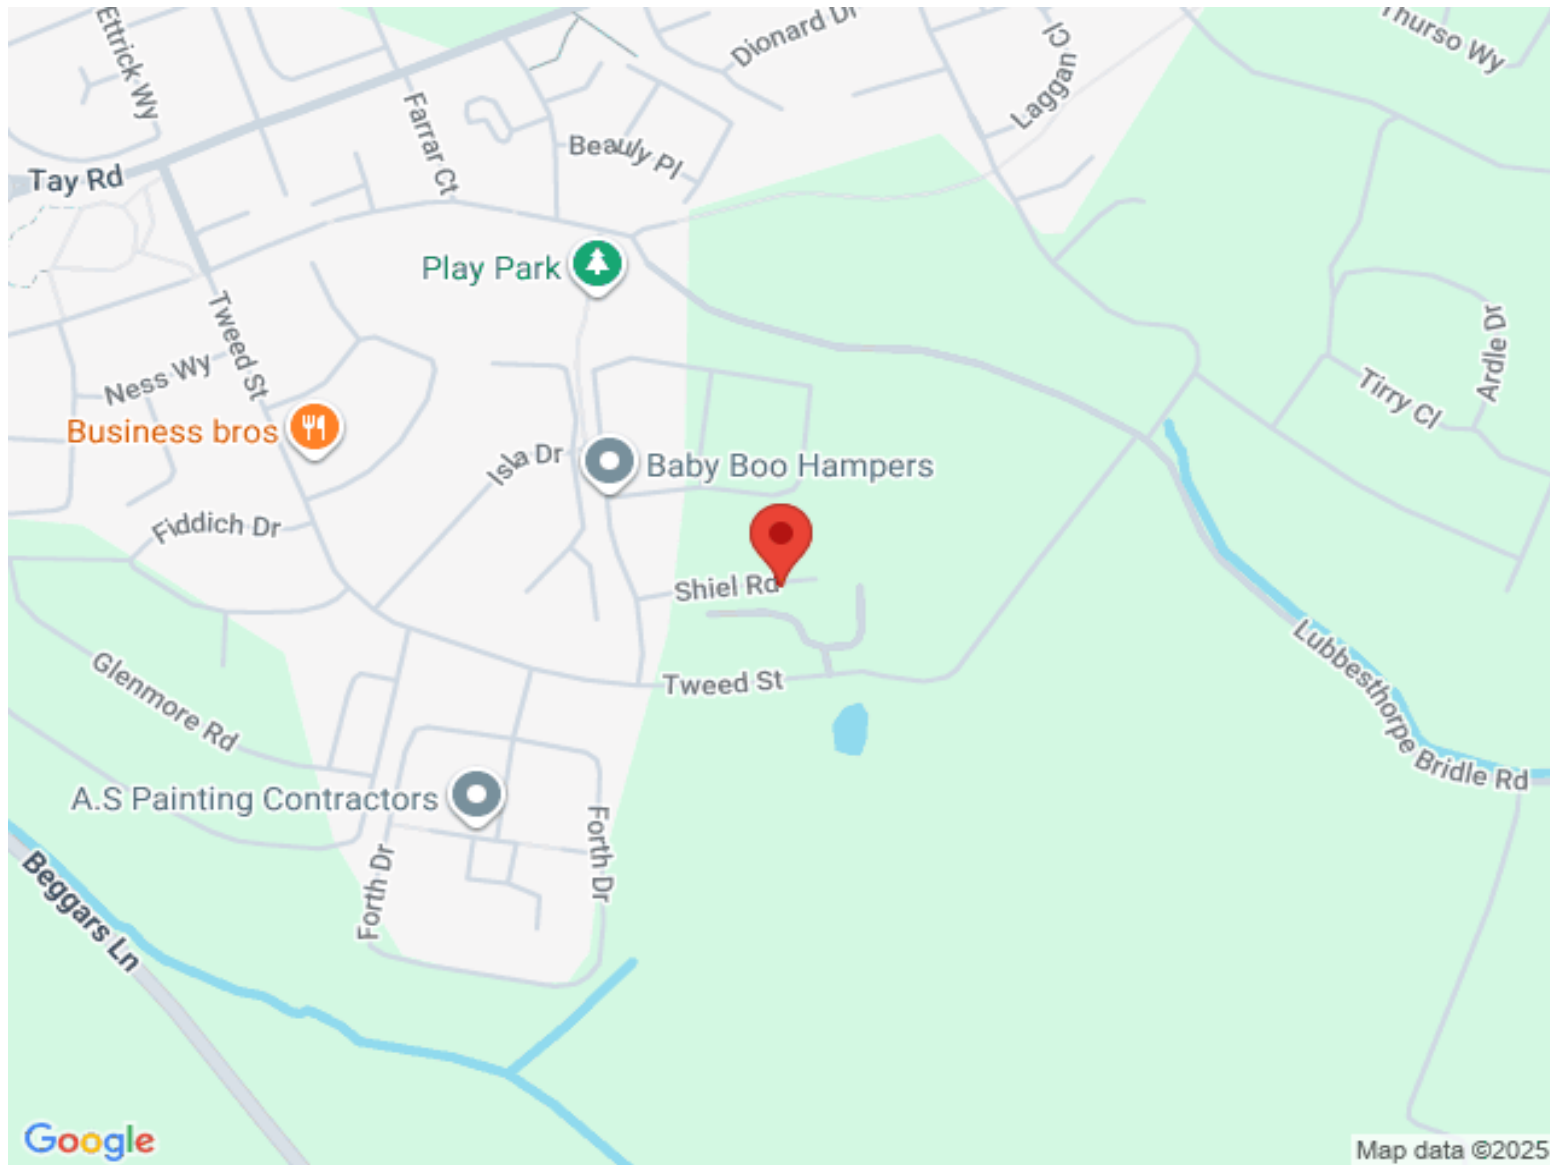 Ettrick Wy
Dionard Dr
Laggan Cl
Thurso Wy
Farrar Ct
Beauly Pl
Tay Rd
Play Park
Tweed St
Ness Wy
Ardle Dr
Tirry Cl
Business bros
Isla Dr
Baby Boo Hampers
Fiddich Dr
Shiel Rd
Lubbesthorpe Bridle Rd
Glenmore Rd
Tweed St
A.S Painting Contractors
Forth Dr
Forth Dr
Beggars Ln
Google
Map data ©2025